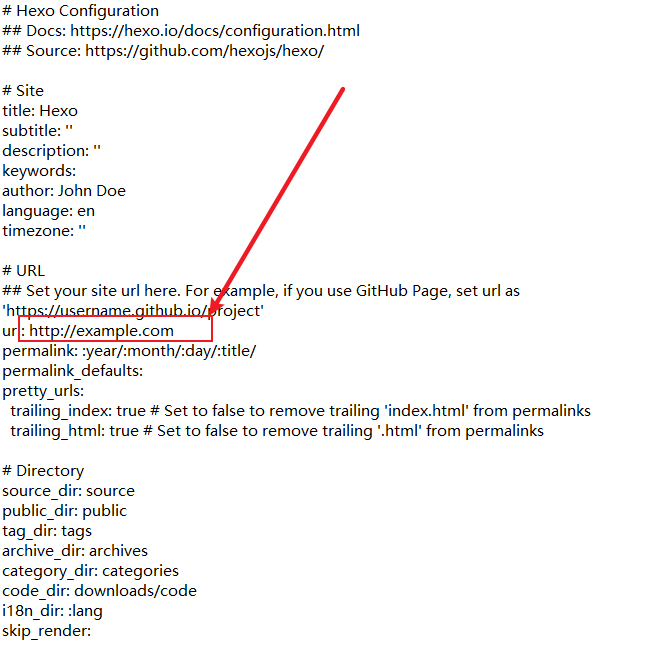 # Hexo Configuration
## Docs: https://hexo.io/docs/configuration.html
## Source: https://github.com/hexojs/hexo/

# Site
title: Hexo
subtitle: ''
description: ''
keywords:
author: John Doe
language: en
timezone: ''

# URL
## Set your site url here. For example, if you use GitHub Page, set url as
'https://username.github.io/project'
url: http://example.com
permalink: :year/:month/:day/:title/
permalink_defaults:
pretty_urls:
  trailing_index: true # Set to false to remove trailing 'index.html' from permalinks
  trailing_html: true # Set to false to remove trailing '.html' from permalinks

# Directory
source_dir: source
public_dir: public
tag_dir: tags
archive_dir: archives
category_dir: categories
code_dir: downloads/code
i18n_dir: :lang
skip_render: